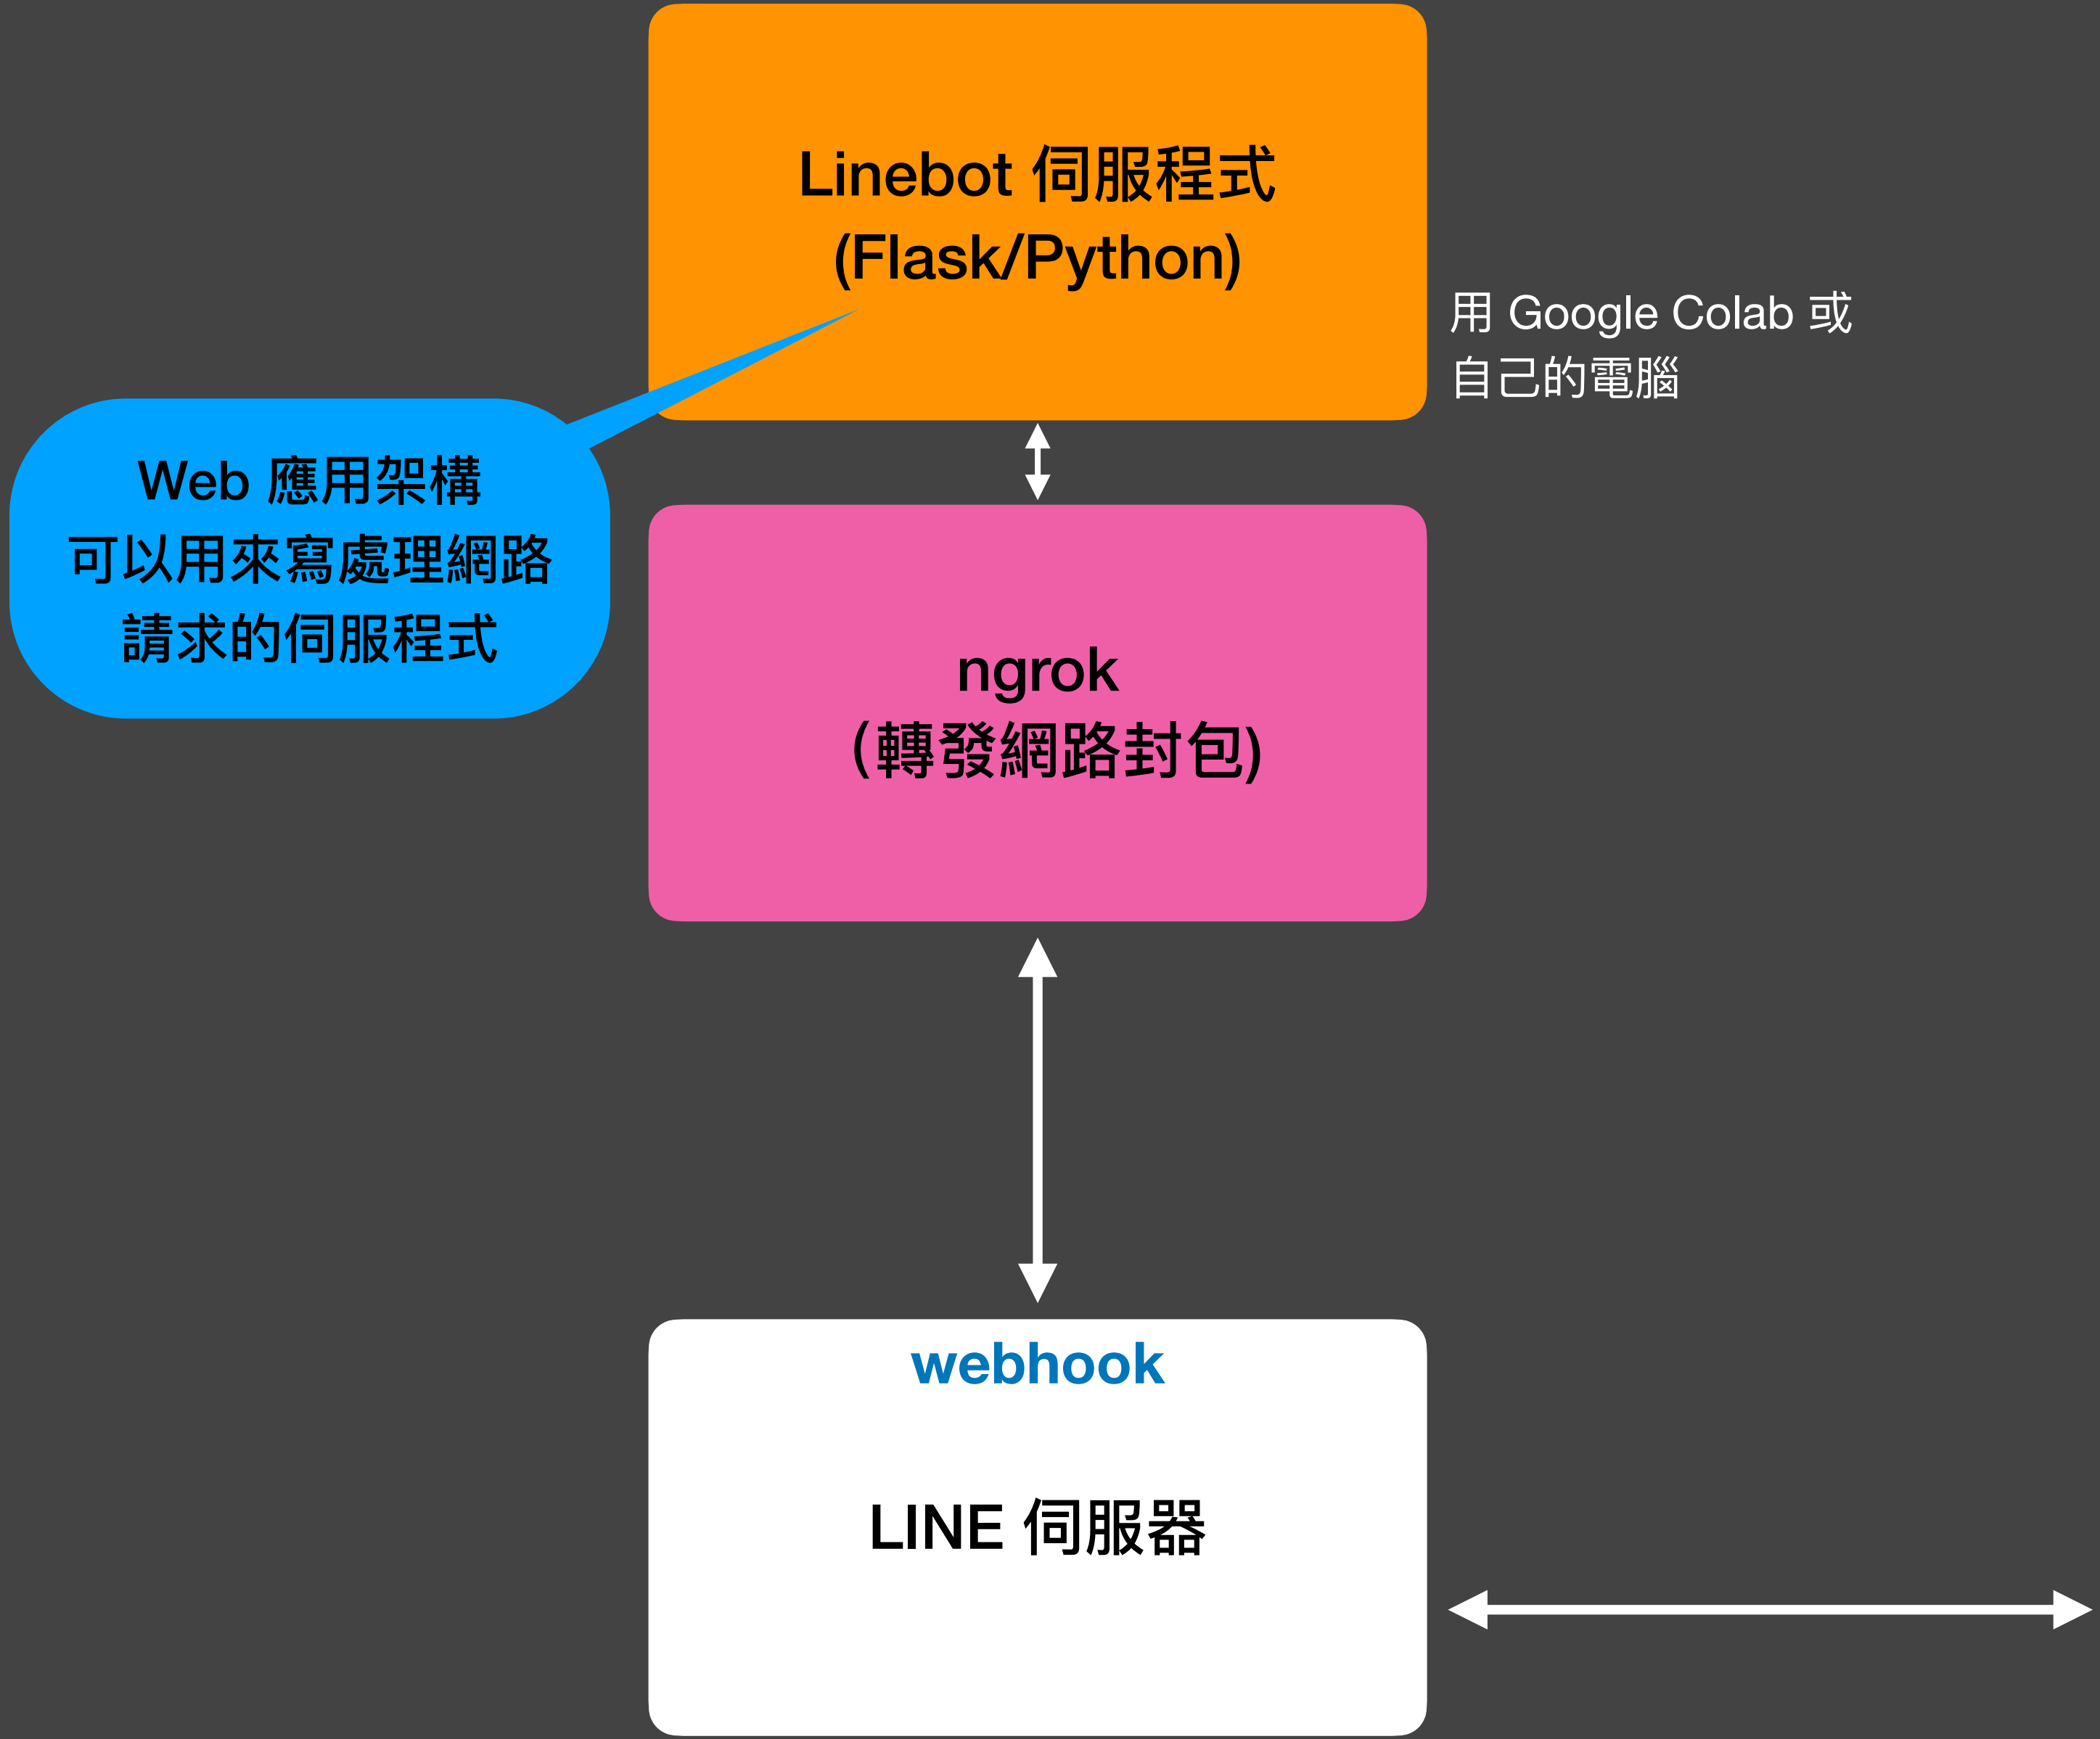 Linebot 伺服程式
(Flask/Python)
用 Google Colab 或
自己的電腦
Web 應用架構
可以用來處理網路
請求的伺服程式
ngrok
(轉發網路封包)
webhook
LINE 伺服器